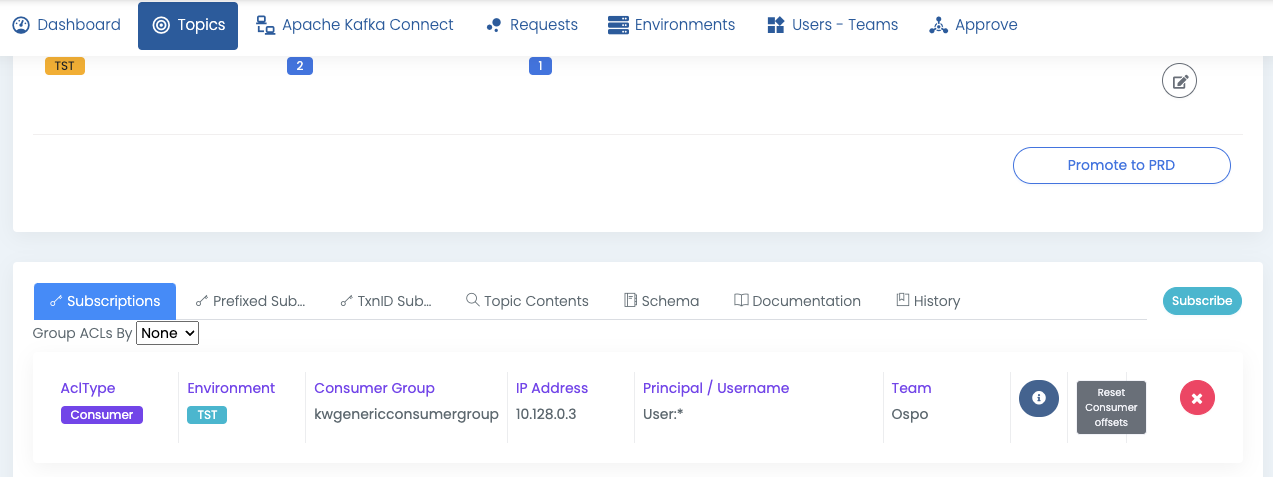 Dashboard Topics Apache Kafka Connect Requests Environments Users - Teams Approve
TST 2 1
Promote to PRD
Subscriptions Prefixed Sub... TxnID Sub... Topic Contents Schema Documentation History Subscribe
Group ACLs By None
AclType Environment Consumer Group IP Address Principal / Username Team
Consumer TST kwgenericconsumergroup 10.128.0.3 User:* Ospo
Reset
Consumer
offsets